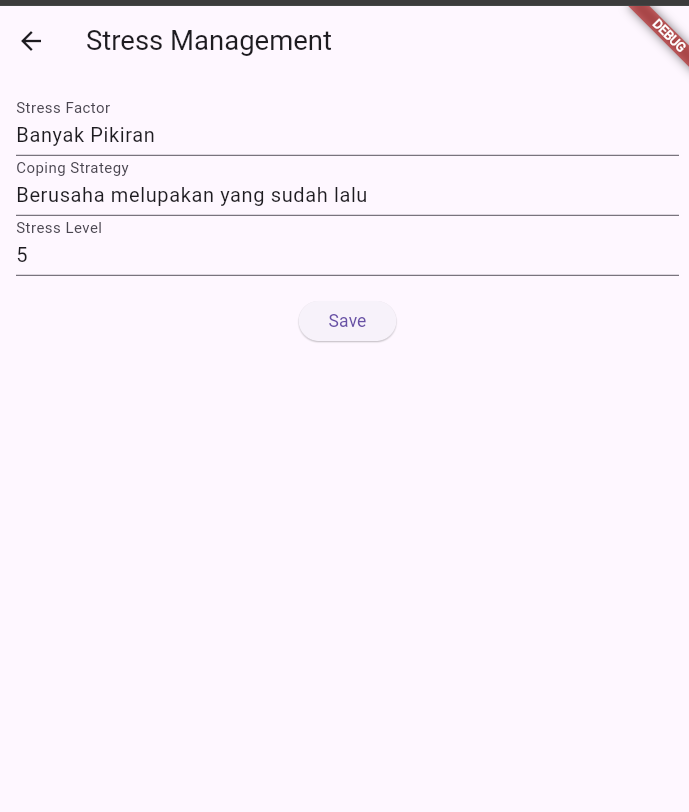 Stress Management
DEBUG
Stress Factor
Banyak Pikiran
Coping Strategy
Berusaha melupakan yang sudah lalu
Stress Level
5
Save